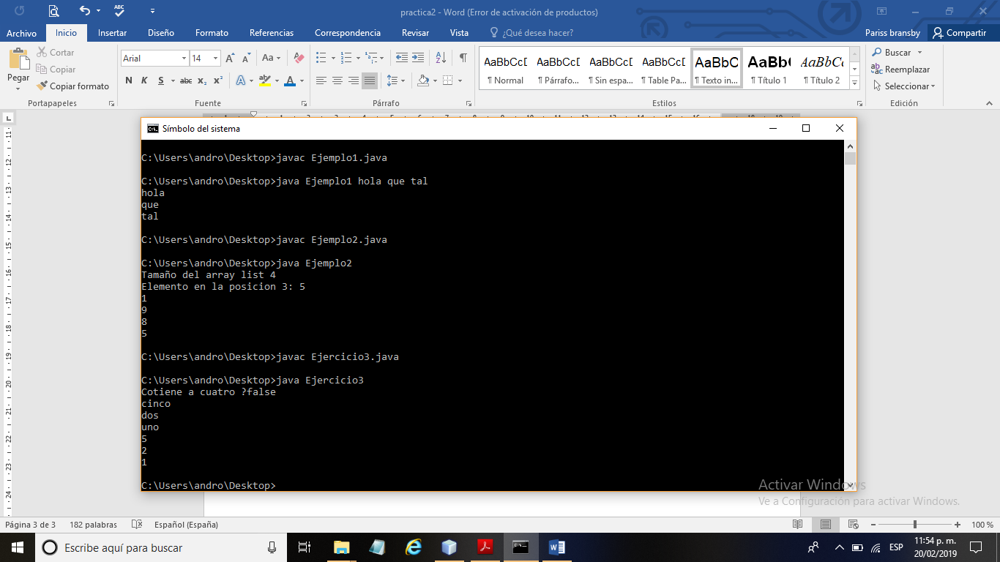 ABC
practica2 - Word (Error de activación de productos)
Archivo Inicio Insertar Diseño Formato Referencias Correspondencia Revisar Vista ¿Qué desea hacer? Pariss bransby Compartir
Pegar
Cortar
Copiar
Copiar formato
Portapapeles
Arial 14 A A Aa
N K S abc x₂ x² A ab A
Fuente
Párrafo
AaBbCcD AaBbCcD AaBbCcD AaBbCcD AaBbC AaBb( AaBbCc
¶ Normal ¶ Párrafo... ¶ Sin espa... ¶ Table Pa... ¶ Texto in... ¶ Título 1 ¶ Título 2
Estilos
Buscar
Reemplazar
Seleccionar
Edición
Símbolo del sistema
C:\Users\andro\Desktop>javac Ejemplo1.java
C:\Users\andro\Desktop>java Ejemplo1 hola que tal
hola
que
tal
C:\Users\andro\Desktop>javac Ejemplo2.java
C:\Users\andro\Desktop>java Ejemplo2
Tamaño del array list 4
Elemento en la posicion 3: 5
1
9
8
5
C:\Users\andro\Desktop>javac Ejercicio3.java
C:\Users\andro\Desktop>java Ejercicio3
Cotiene a cuatro ?false
cinco
dos
uno
5
2
1
C:\Users\andro\Desktop>
Activar Windows
Ve a Configuración para activar Windows.
Página 3 de 3 182 palabras Español (España) 100 %
Escribe aquí para buscar
ESP
11:54 p. m.
20/02/2019